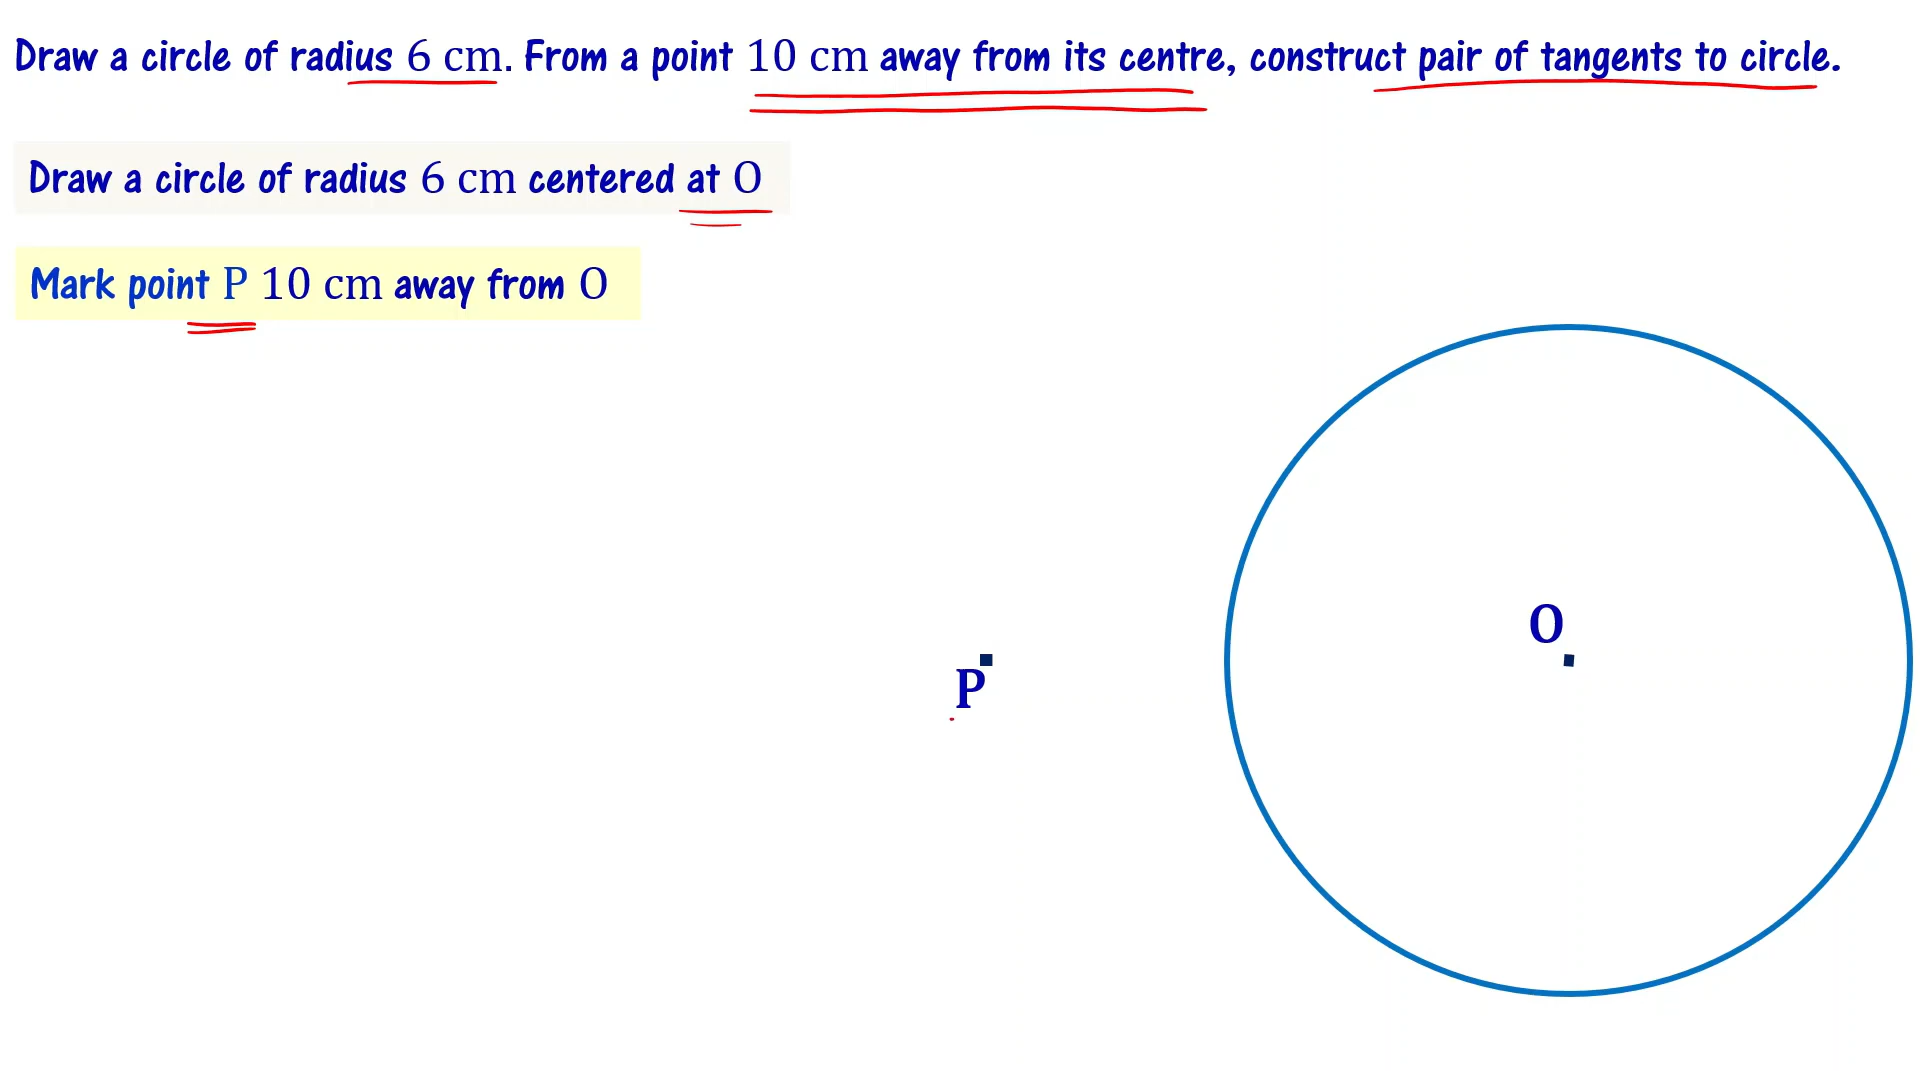 Draw a circle of radius 6 cm. From a point 10 cm away from its centre, construct pair of tangents to circle.
Draw a circle of radius 6 cm centered at O
Mark point P 10 cm away from O
O
P